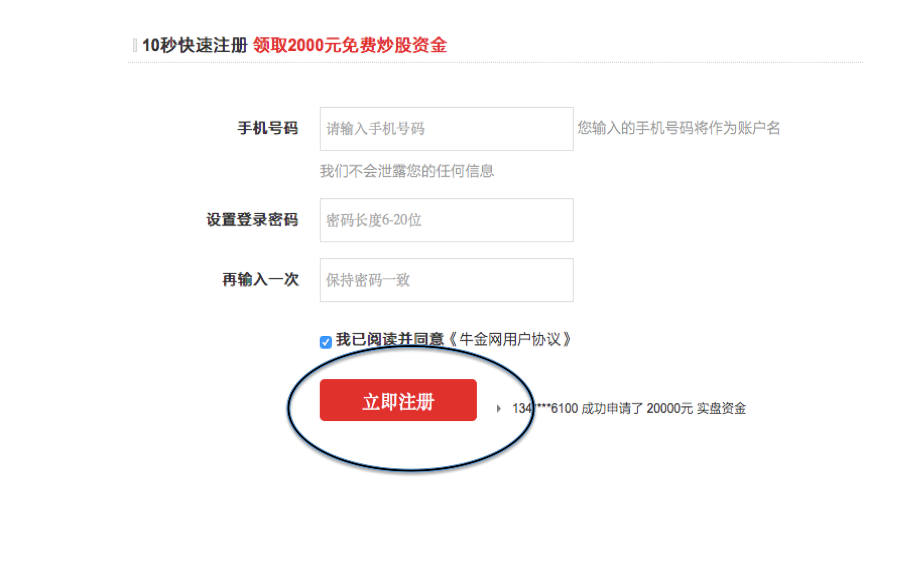 10秒快速注册 领取2000元免费炒股资金
手机号码 请输入手机号码 您输入的手机号码将作为账户名
我们不会泄露您的任何信息
设置登录密码 密码长度6-20位
再输入一次 保持密码一致
我已阅读并同意《牛金网用户协议》
立即注册 134****6100 成功申请了 20000元 实盘资金